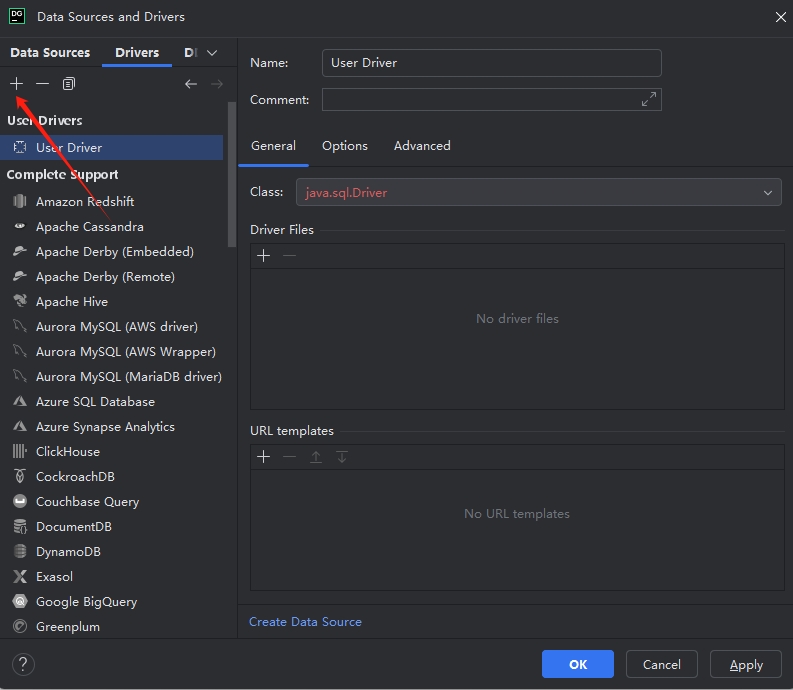 DG
Data Sources and Drivers
Data Sources
Drivers
User Drivers
User Driver
Complete Support
Amazon Redshift
Apache Cassandra
Apache Derby (Embedded)
Apache Derby (Remote)
Apache Hive
Aurora MySQL (AWS driver)
Aurora MySQL (AWS Wrapper)
Aurora MySQL (MariaDB driver)
Azure SQL Database
Azure Synapse Analytics
ClickHouse
CockroachDB
Couchbase Query
DocumentDB
DynamoDB
Exasol
Google BigQuery
Greenplum
Name: User Driver
Comment:
General Options Advanced
Class: java.sql.Driver
Driver Files
No driver files
URL templates
No URL templates
Create Data Source
?
OK Cancel Apply